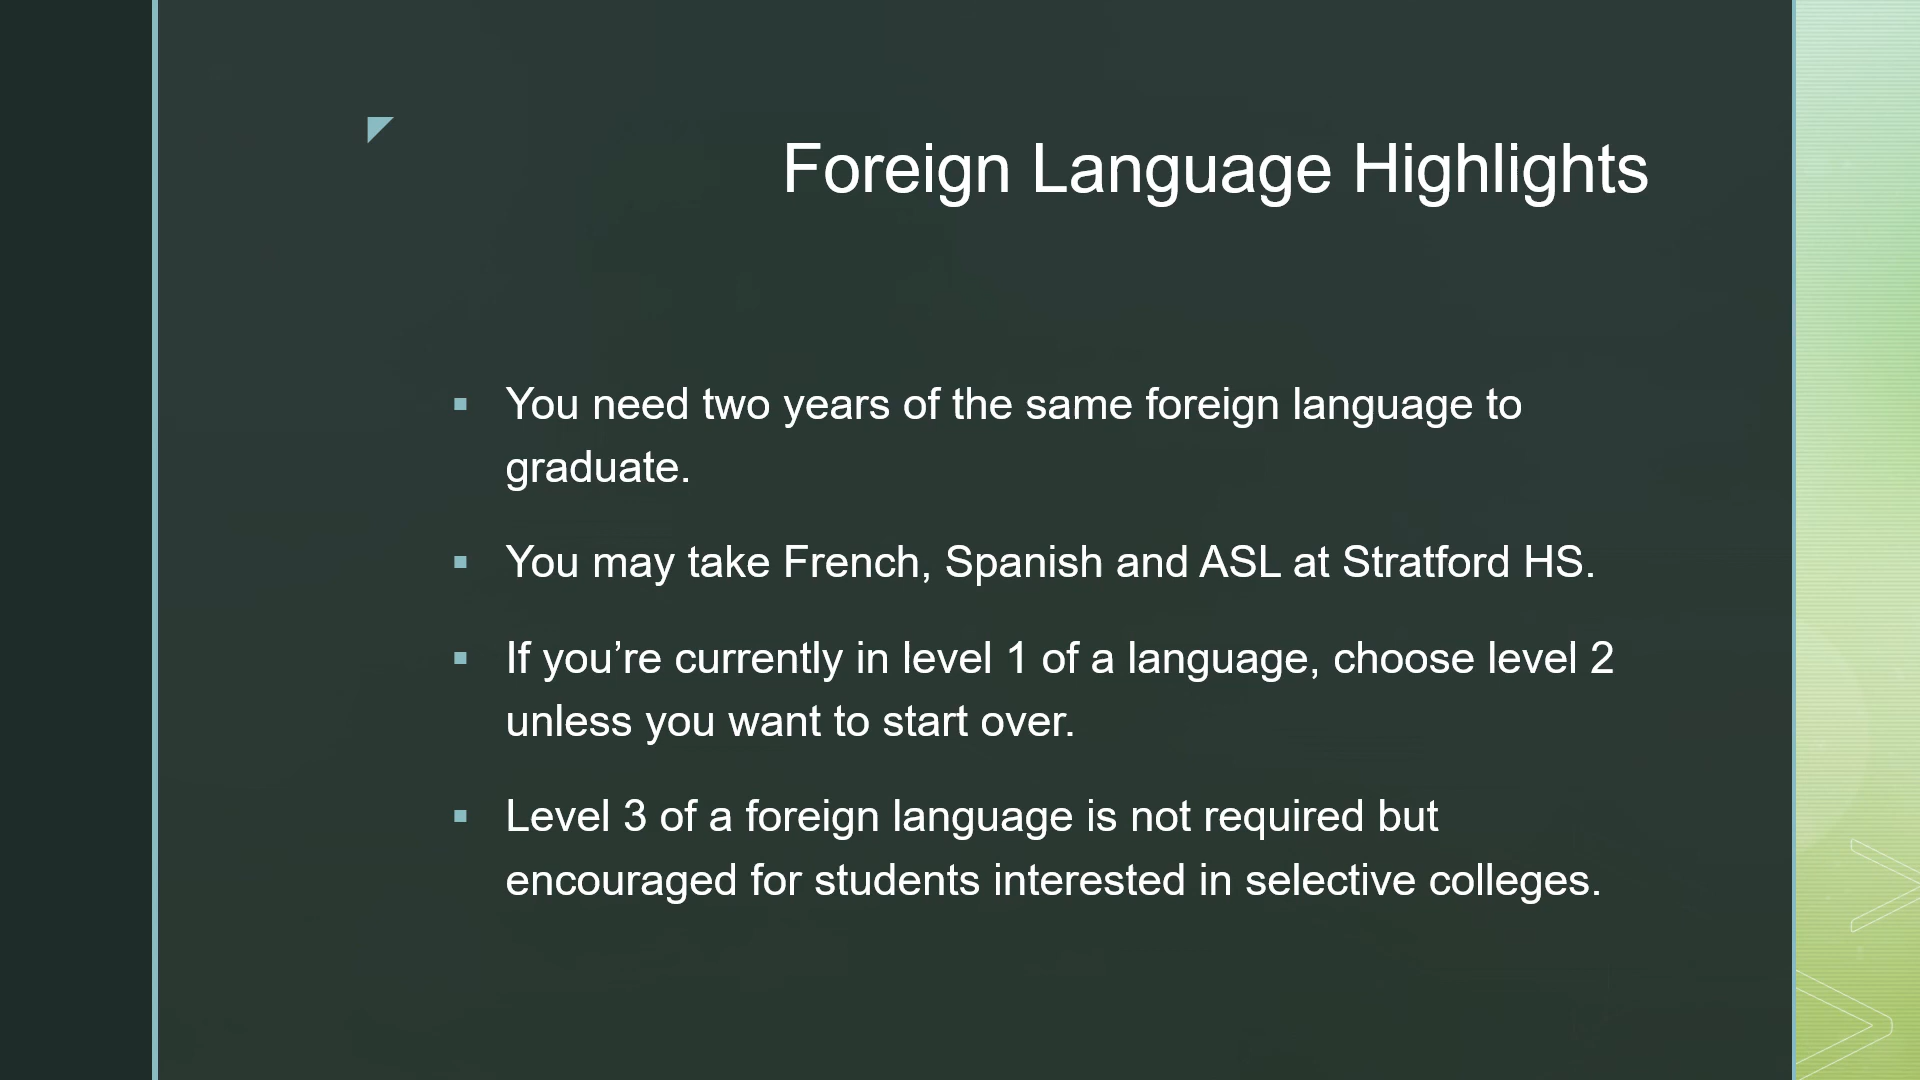 Foreign Language Highlights
▪ You need two years of the same foreign language to
graduate.
▪ You may take French, Spanish and ASL at Stratford HS.
▪ If you’re currently in level 1 of a language, choose level 2
unless you want to start over.
▪ Level 3 of a foreign language is not required but
encouraged for students interested in selective colleges.